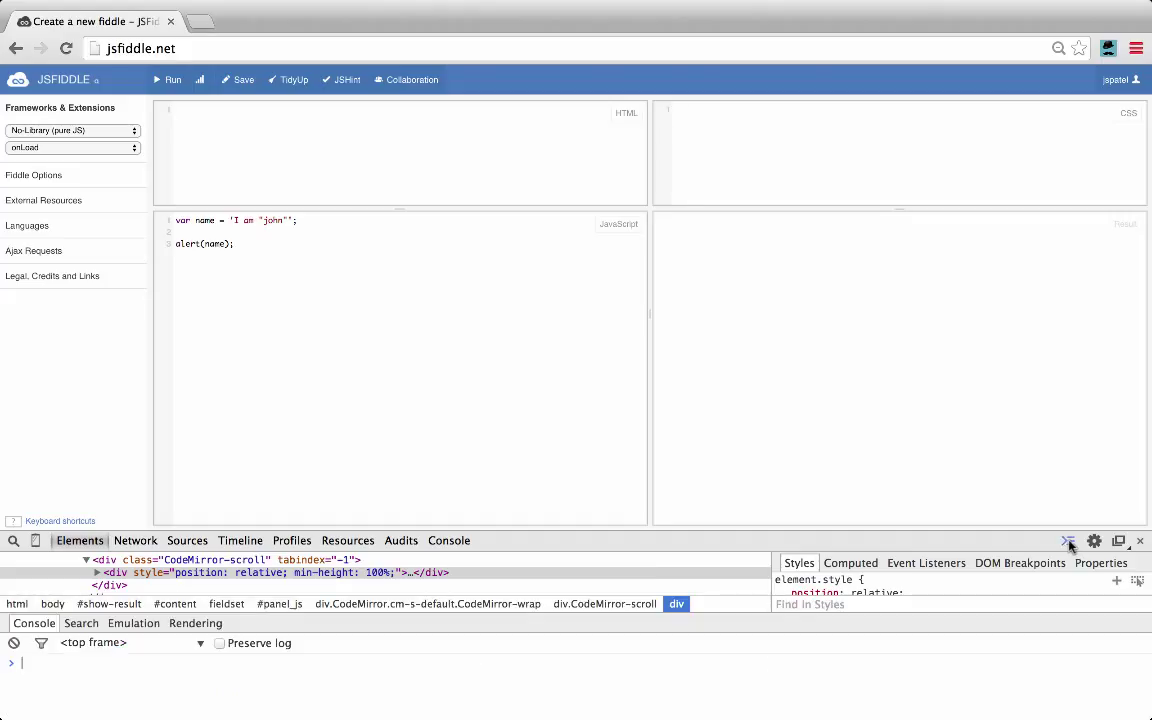 Create a new fiddle – JSFid
jsfiddle.net
JSFIDDLE α Run Save TidyUp JSHint Collaboration jspatel
Frameworks & Extensions
No-Library (pure JS)
onLoad
Fiddle Options
External Resources
Languages
Ajax Requests
Legal, Credits and Links
? Keyboard shortcuts
1 HTML
1 CSS
1 var name = 'I am "john"';
2
3 alert(name);
JavaScript
Result
Elements Network Sources Timeline Profiles Resources Audits Console
▼<div class="CodeMirror-scroll" tabindex="-1">
▶<div style="position: relative; min-height: 100%;">…</div>
</div>
html body #show-result #content fieldset #panel_js div.CodeMirror.cm-s-default.CodeMirror-wrap div.CodeMirror-scroll div
Styles Computed Event Listeners DOM Breakpoints Properties
element.style {
position: relative;
Find in Styles
Console Search Emulation Rendering
<top frame> ▼ Preserve log
>